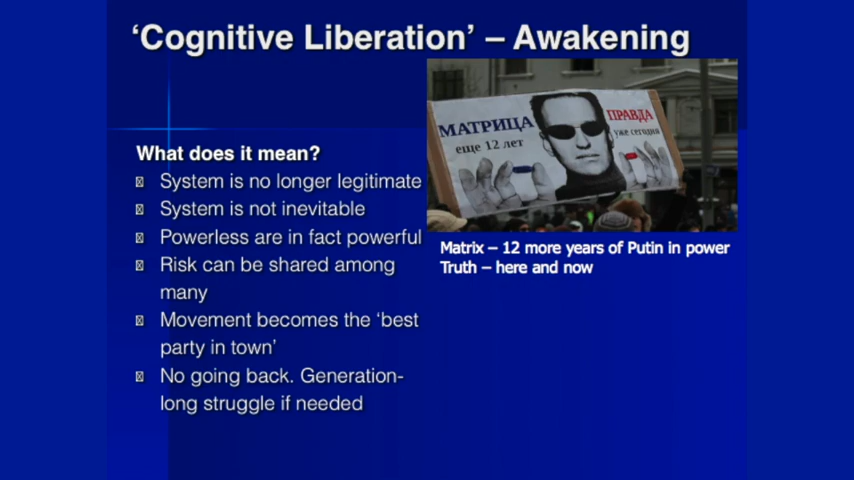 ‘Cognitive Liberation’ – Awakening
What does it mean?
System is no longer legitimate
System is not inevitable
Powerless are in fact powerful
Risk can be shared among
many
Movement becomes the ‘best
party in town’
No going back. Generation-
long struggle if needed
МАТРИЦА
еще 12 лет
ПРАВДА
уже сегодня
Matrix – 12 more years of Putin in power
Truth – here and now